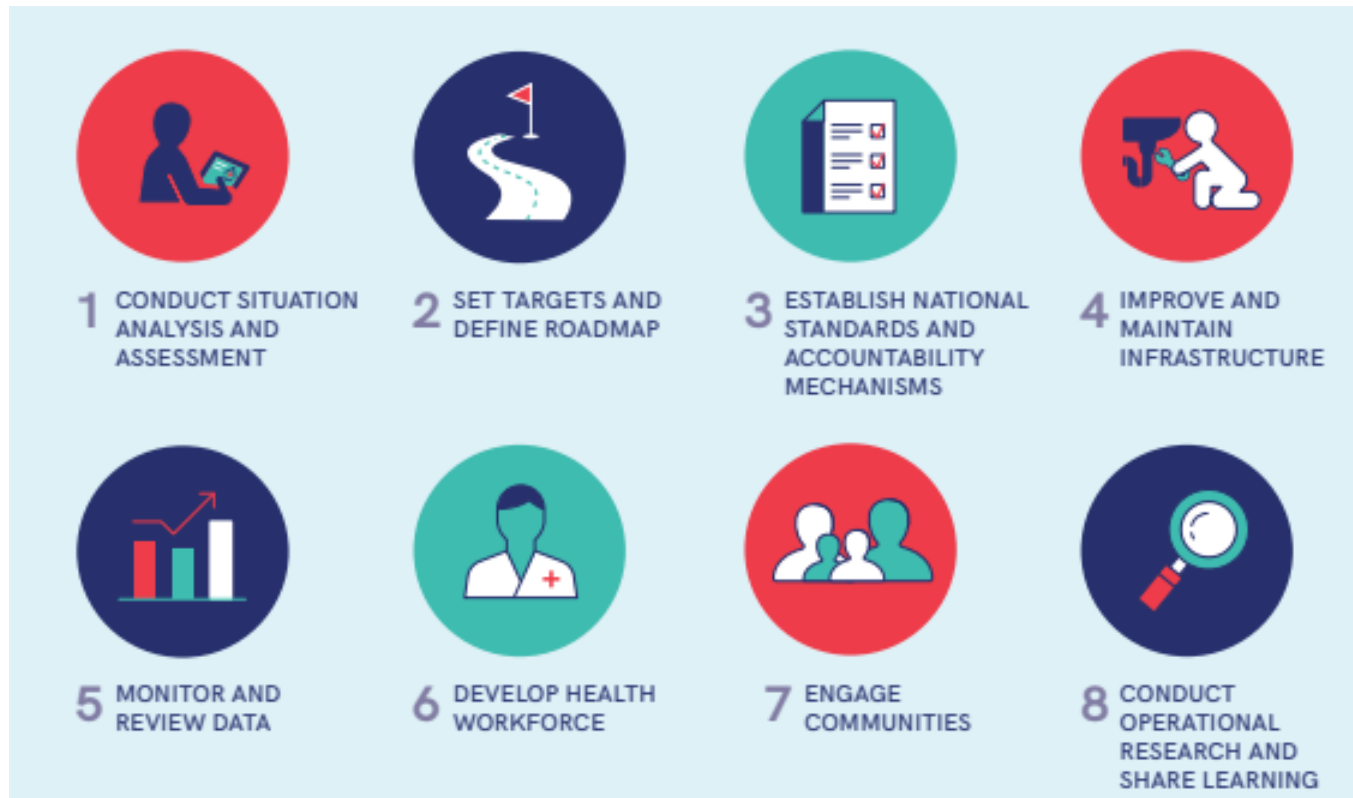 1 CONDUCT SITUATION
ANALYSIS AND
ASSESSMENT
2 SET TARGETS AND
DEFINE ROADMAP
3 ESTABLISH NATIONAL
STANDARDS AND
ACCOUNTABILITY
MECHANISMS
4 IMPROVE AND
MAINTAIN
INFRASTRUCTURE
5 MONITOR AND
REVIEW DATA
6 DEVELOP HEALTH
WORKFORCE
7 ENGAGE
COMMUNITIES
8 CONDUCT
OPERATIONAL
RESEARCH AND
SHARE LEARNING